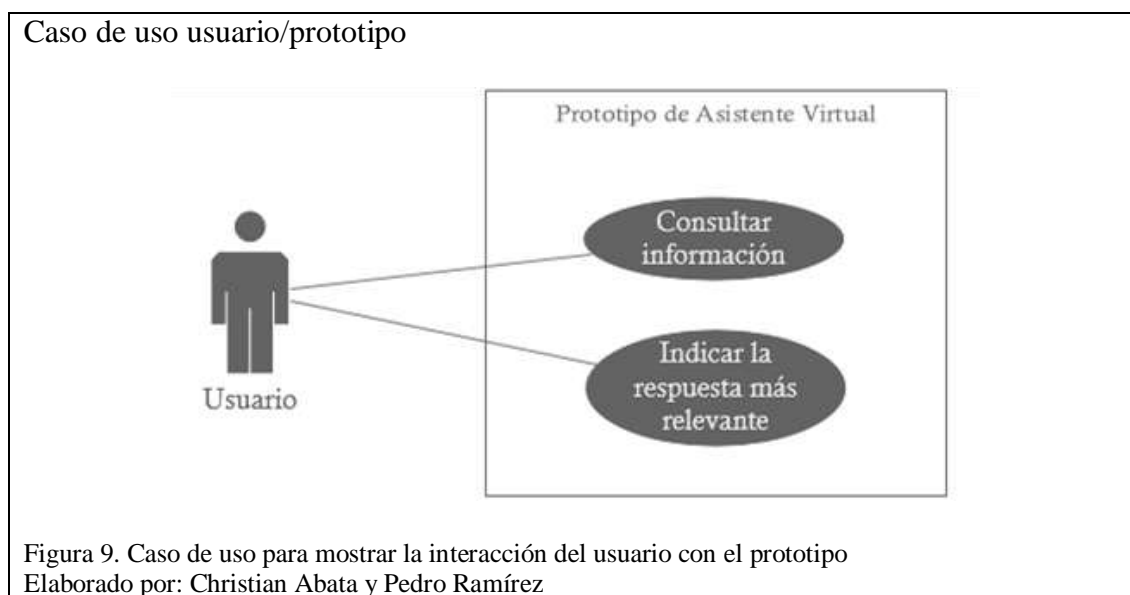 Caso de uso usuario/prototipo
Prototipo de Asistente Virtual
Consultar
información
Indicar la
respuesta más
relevante
Usuario
Figura 9. Caso de uso para mostrar la interacción del usuario con el prototipo
Elaborado por: Christian Abata y Pedro Ramírez